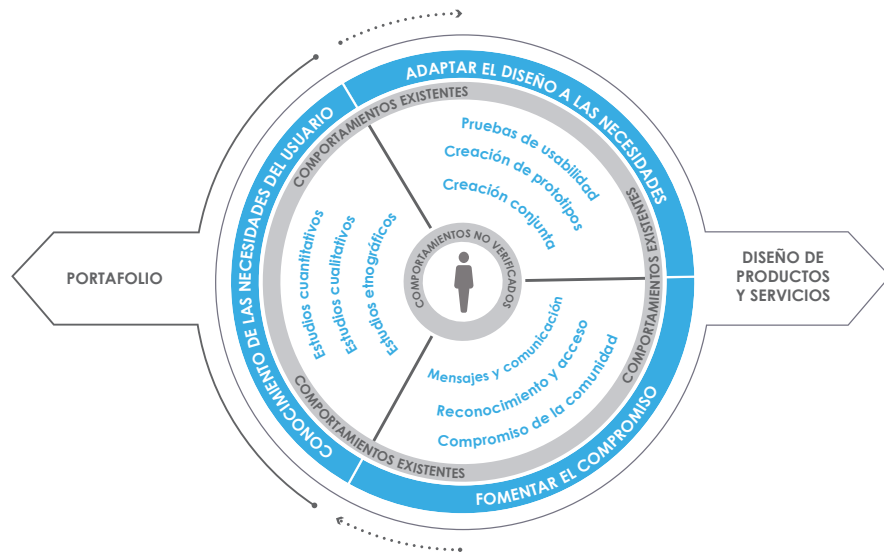 ADAPTAR EL DISEÑO A LAS NECESIDADES
CONOCIMIENTO DE LAS NECESIDADES DEL USUARIO
FOMENTAR EL COMPROMISO
COMPORTAMIENTOS EXISTENTES
COMPORTAMIENTOS EXISTENTES
COMPORTAMIENTOS EXISTENTES
COMPORTAMIENTOS EXISTENTES
Pruebas de usabilidad
Creación de prototipos
Creación conjunta
Estudios cuantitativos
Estudios cualitativos
Estudios etnográficos
COMPORTAMIENTOS NO VERIFICADOS
Mensajes y comunicación
Reconocimiento y acceso
Compromiso de la comunidad
PORTAFOLIO
DISEÑO DE
PRODUCTOS
Y SERVICIOS